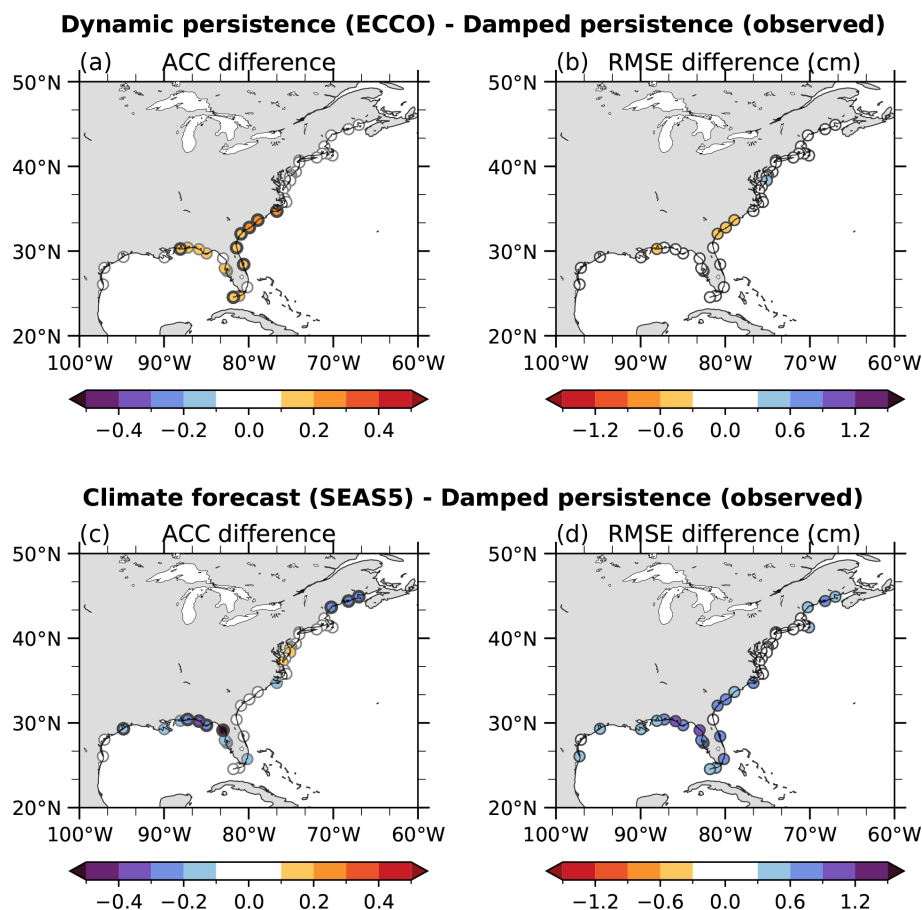 Dynamic persistence (ECCO) - Damped persistence (observed)
(a) ACC difference
(b) RMSE difference (cm)
50°N 50°N
40°N 40°N
30°N 30°N
20°N 20°N
100°W 90°W 80°W 70°W 60°W 100°W 90°W 80°W 70°W 60°W
−0.4 −0.2 0.0 0.2 0.4 −1.2 −0.6 0.0 0.6 1.2
Climate forecast (SEAS5) - Damped persistence (observed)
(c) ACC difference
(d) RMSE difference (cm)
50°N 50°N
40°N 40°N
30°N 30°N
20°N 20°N
100°W 90°W 80°W 70°W 60°W 100°W 90°W 80°W 70°W 60°W
−0.4 −0.2 0.0 0.2 0.4 −1.2 −0.6 0.0 0.6 1.2